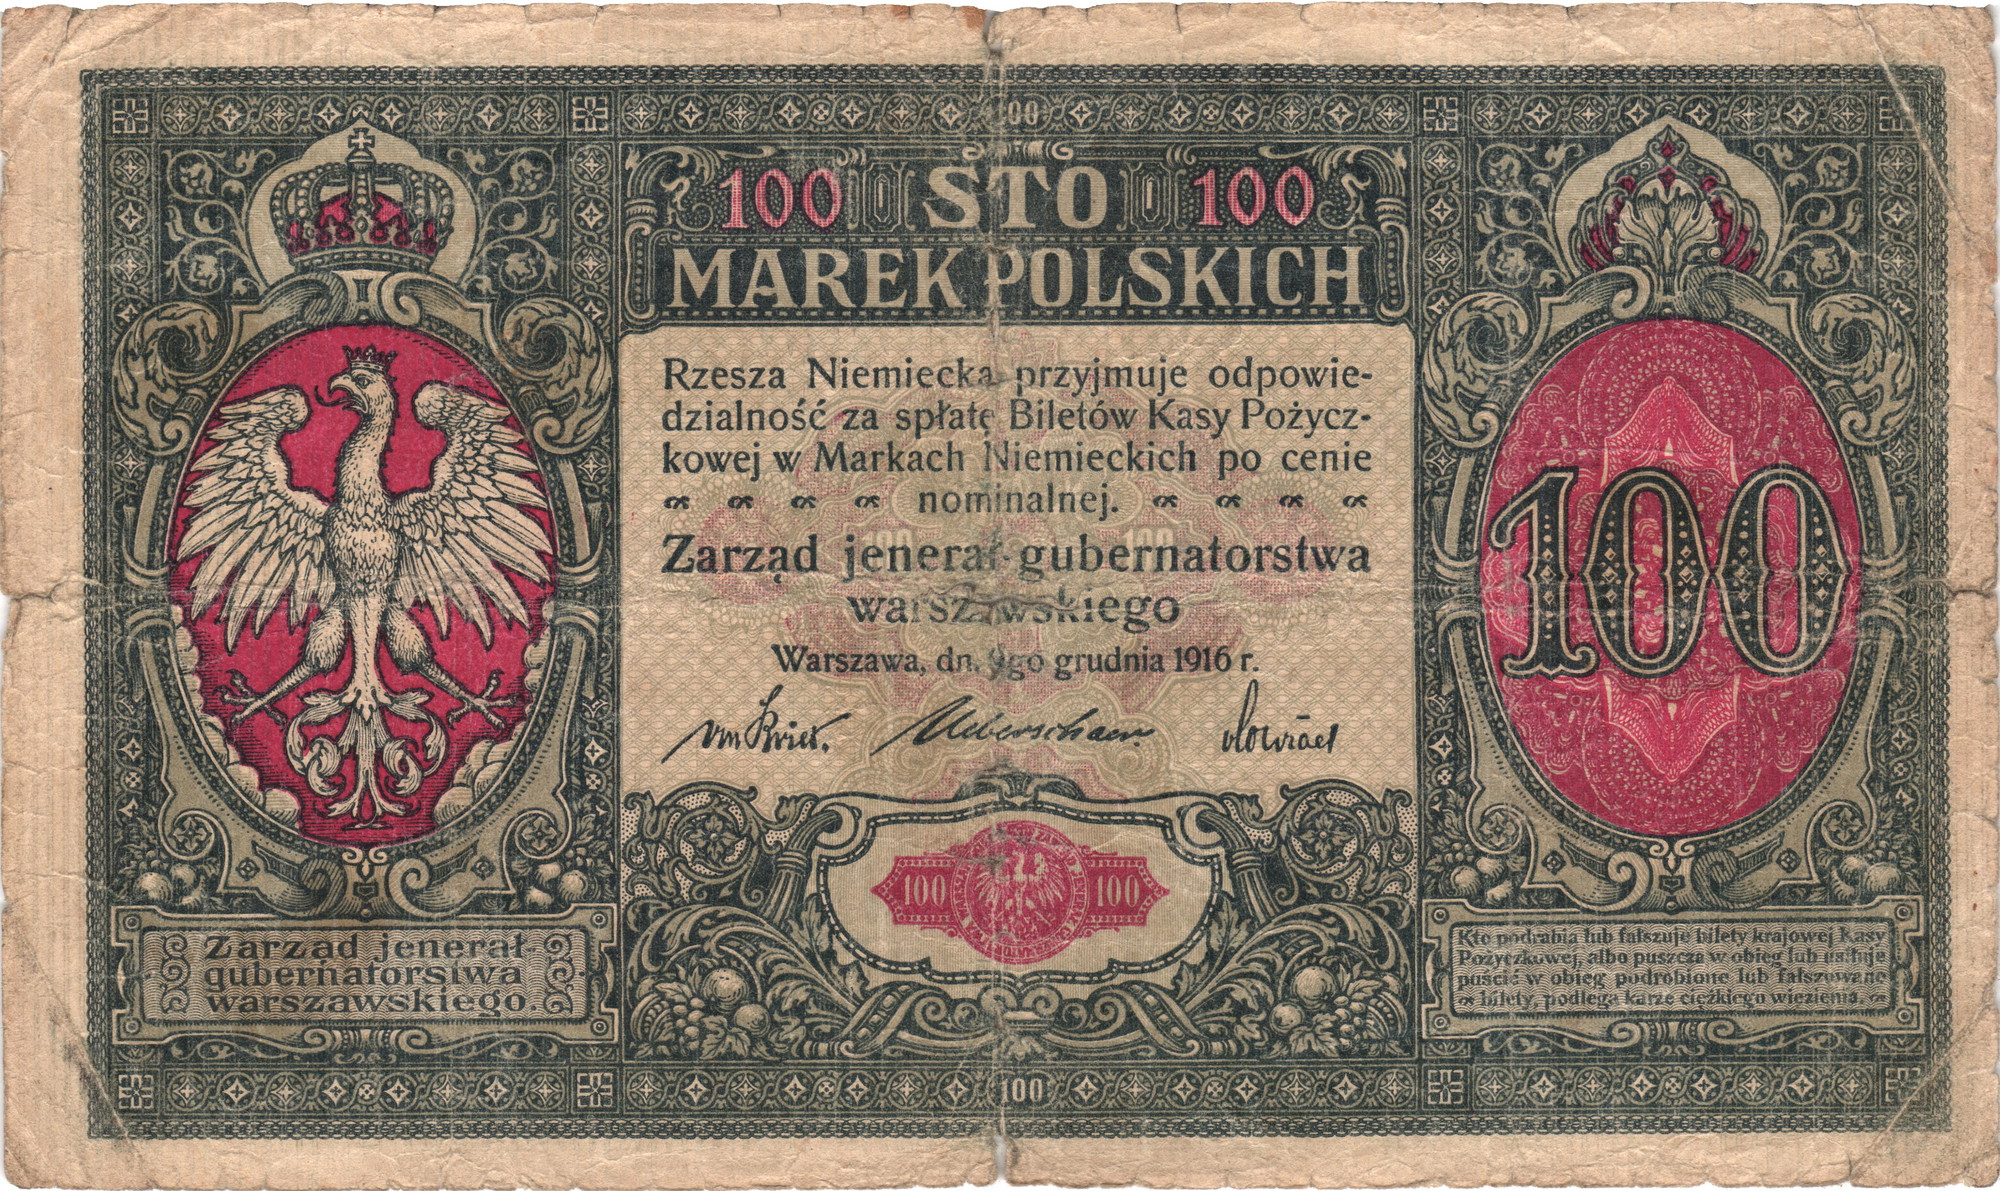 00
100 STO 100
MAREK POLSKICH
Rzesza Niemiecka przyjmuje odpowie-
dzialność za spłatę Biletów Kasy Pożycz-
kowej w Markach Niemieckich po cenie
nominalnej.
Zarząd jenerał-gubernatorstwa
warszawskiego
Warszawa, dn. 9go grudnia 1916 r.
100
100 100
Zarząd jenerał-
gubernatorstwa
warszawskiego.
Kto podrabia lub fałszuje bilety krajowej Kasy
Pożyczkowej, albo puszcza w obieg lub usiłuje
puścić w obieg podrobione lub fałszowane
bilety, podlega karze ciężkiego więzienia.
100